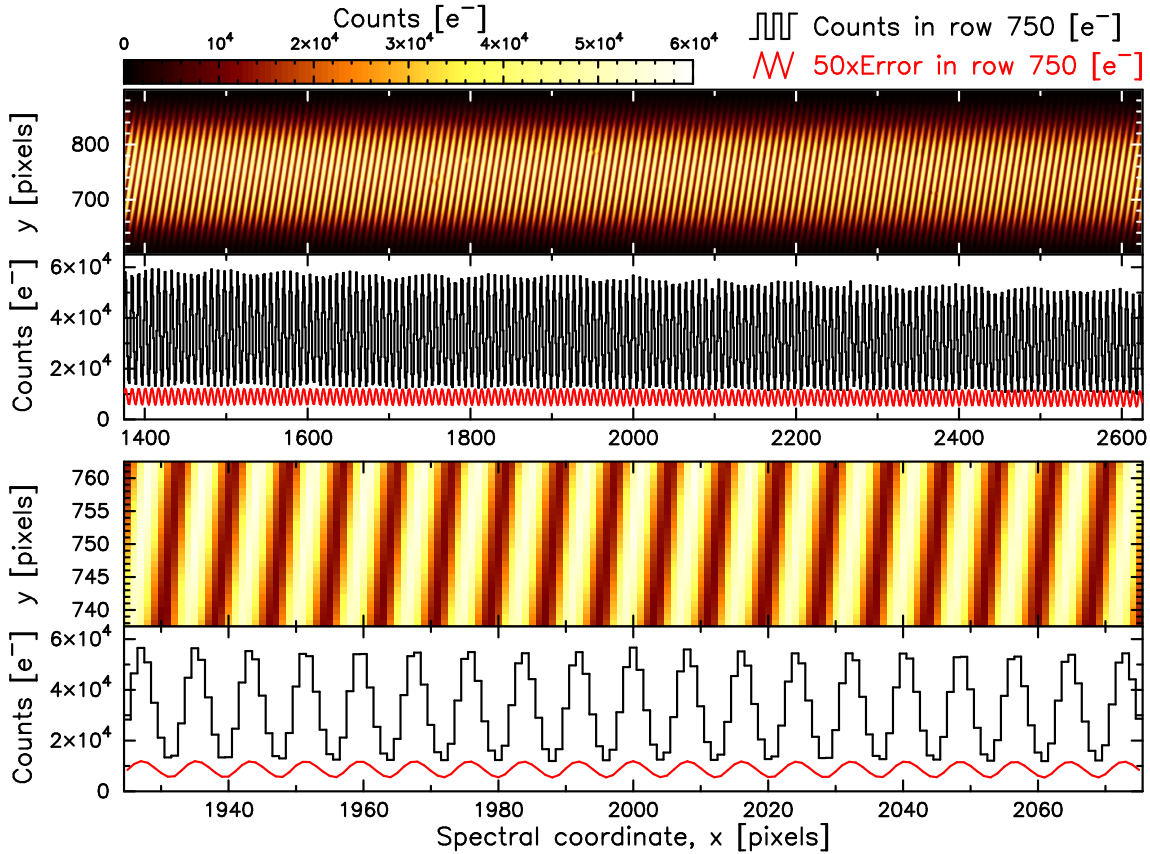 Counts [e⁻]
0 10⁴ 2×10⁴ 3×10⁴ 4×10⁴ 5×10⁴ 6×10⁴
Counts in row 750 [e⁻]
50xError in row 750 [e⁻]
y [pixels]
800
700
Counts [e⁻]
6×10⁴
4×10⁴
2×10⁴
0
1400 1600 1800 2000 2200 2400 2600
y [pixels]
760
755
750
745
740
Counts [e⁻]
6×10⁴
4×10⁴
2×10⁴
0
1940 1960 1980 2000 2020 2040 2060
Spectral coordinate, x [pixels]